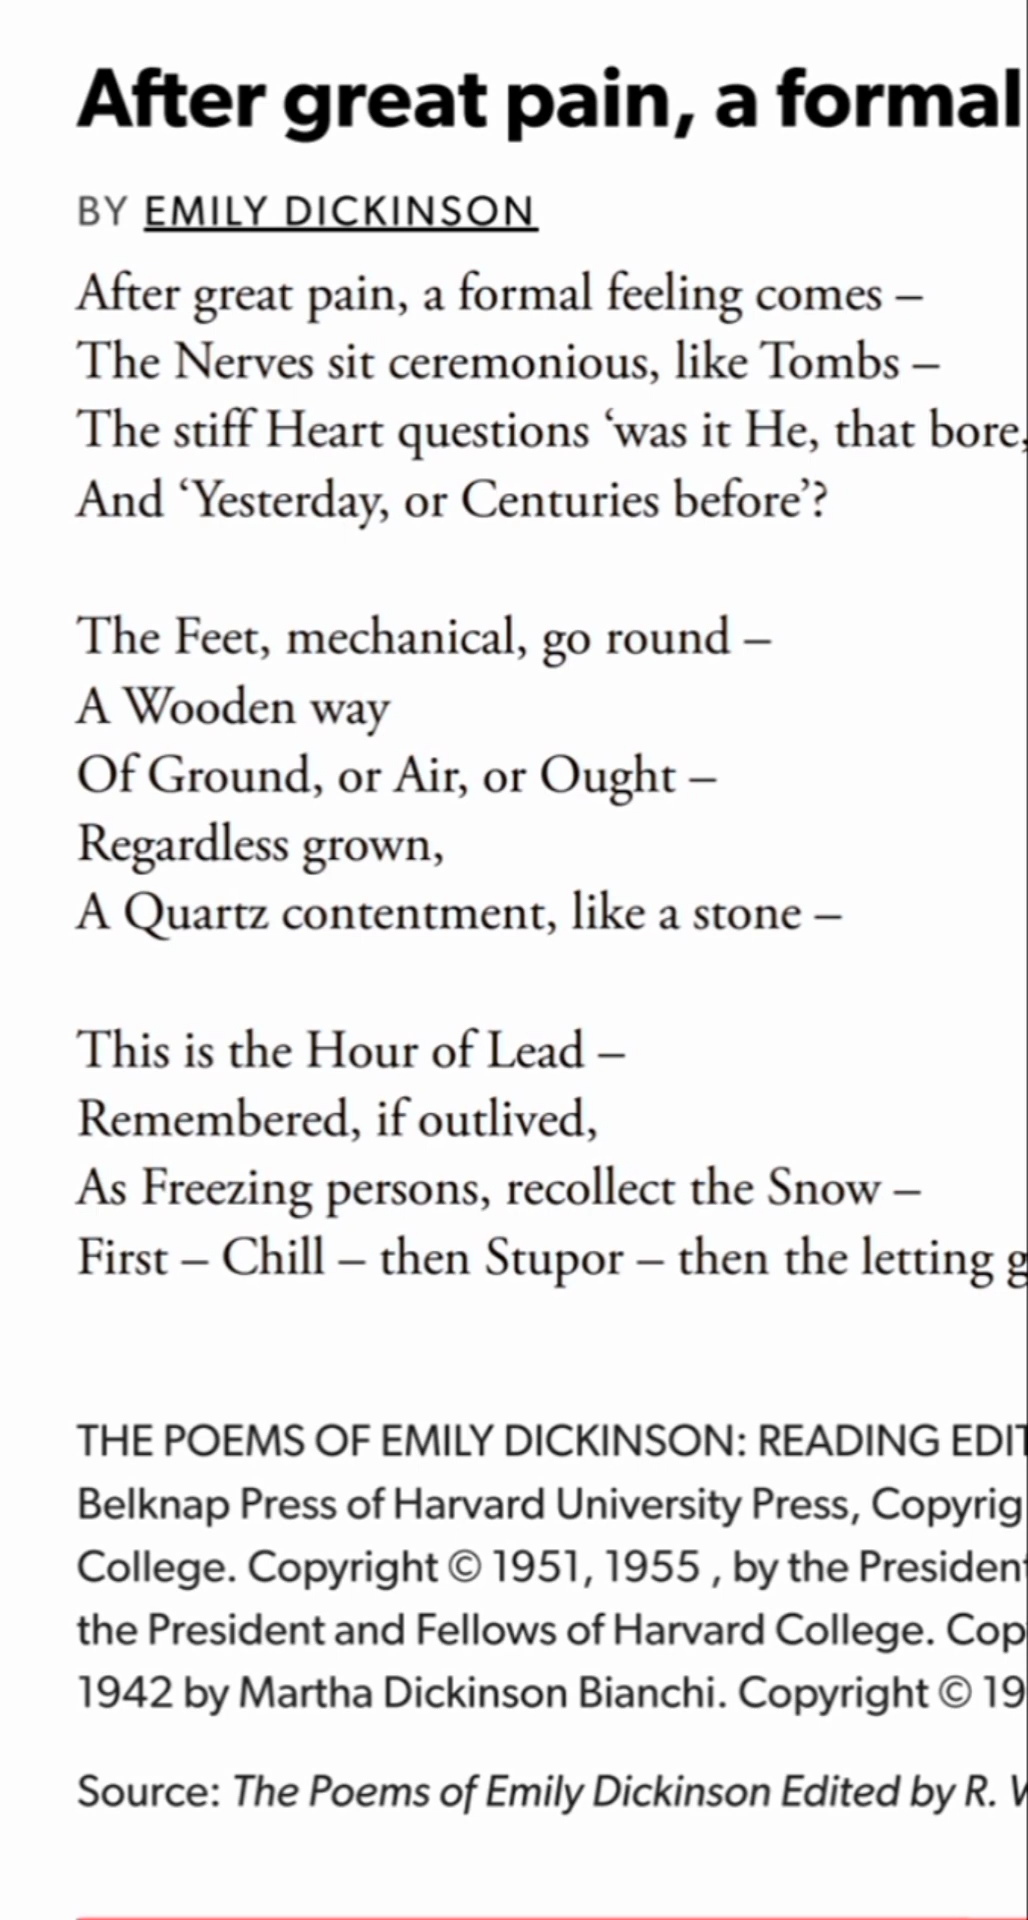 After great pain, a formal
BY EMILY DICKINSON
After great pain, a formal feeling comes –
The Nerves sit ceremonious, like Tombs –
The stiff Heart questions ‘was it He, that bore,
And ‘Yesterday, or Centuries before’?
The Feet, mechanical, go round –
A Wooden way
Of Ground, or Air, or Ought –
Regardless grown,
A Quartz contentment, like a stone –
This is the Hour of Lead –
Remembered, if outlived,
As Freezing persons, recollect the Snow –
First – Chill – then Stupor – then the letting g
THE POEMS OF EMILY DICKINSON: READING EDIT
Belknap Press of Harvard University Press, Copyrig
College. Copyright © 1951, 1955 , by the President
the President and Fellows of Harvard College. Cop
1942 by Martha Dickinson Bianchi. Copyright © 19
Source: The Poems of Emily Dickinson Edited by R.